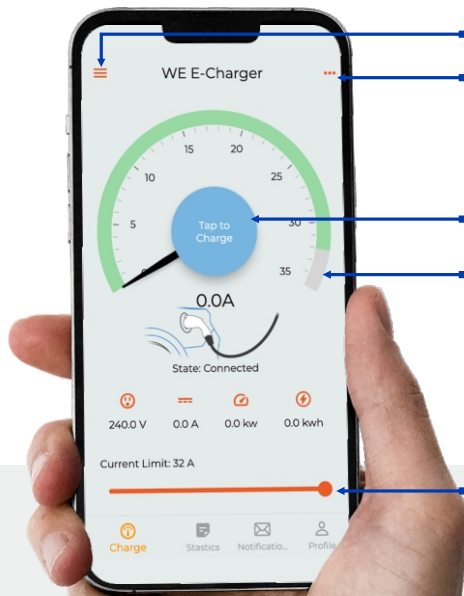 WE E-Charger
15
20
10
25
5
30
0
35
Tap to
Charge
0.0A
State: Connected
240.0 V
0.0 A
0.0 kw
0.0 kwh
Current Limit: 32 A
Charge
Stastics
Notificatio...
Profile